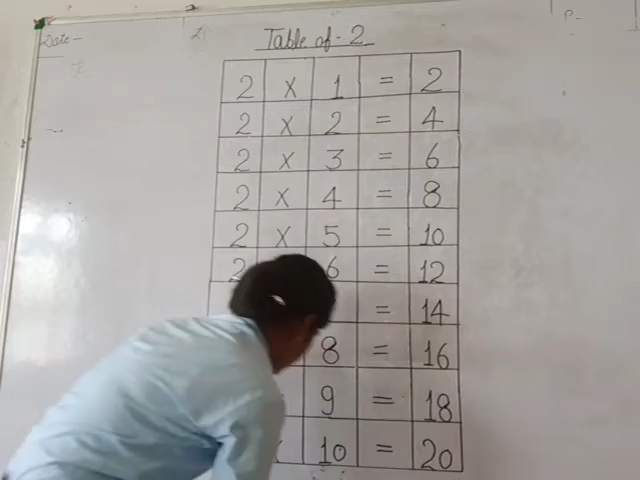 Date -
2
P-
Table of - 2
2 x 1 = 2
2 x 2 = 4
2 x 3 = 6
2 x 4 = 8
2 x 5 = 10
2 6 = 12
= 14
8 = 16
9 = 18
10 = 20